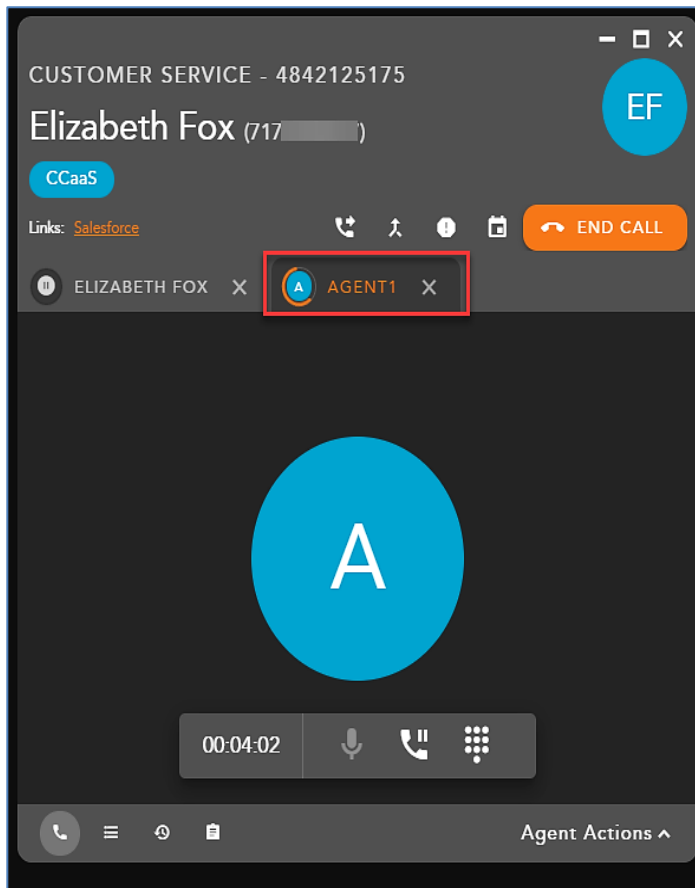 CUSTOMER SERVICE - 4842125175
Elizabeth Fox (717 )
EF
CCaaS
Links: Salesforce
END CALL
ELIZABETH FOX
A AGENT1
A
00:04:02
Agent Actions